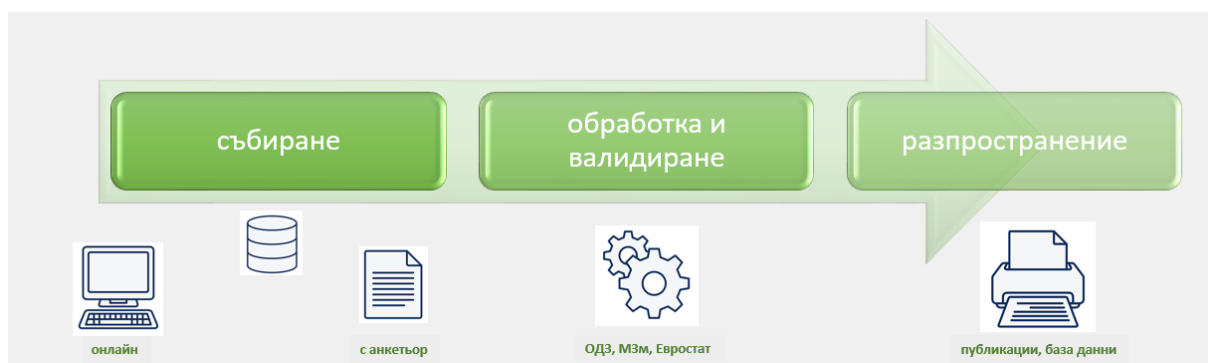 събиране
обработка и
валидиране
разпространение
онлайн
с анкетьор
ОДЗ, МЗм, Евростат
публикации, база данни